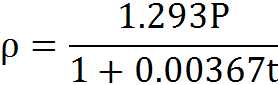 ρ = 1.293P / 1 + 0.00367t